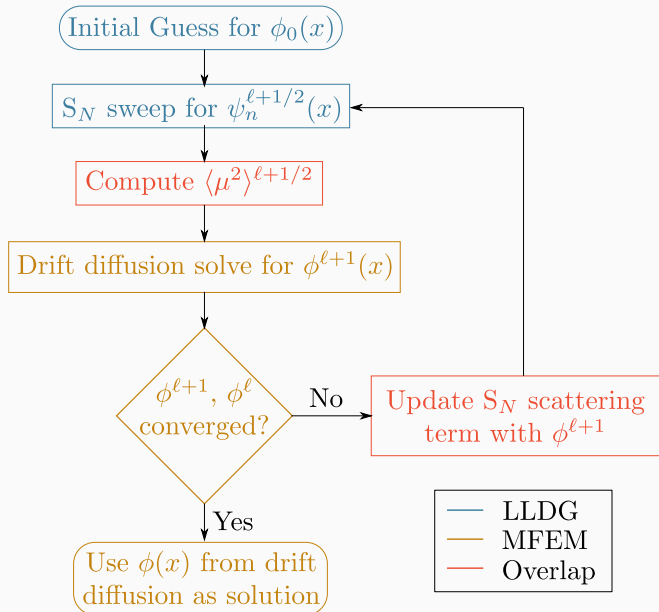 Initial Guess for ϕ₀(x)
S_N sweep for ψ_n^{ℓ+1/2}(x)
Compute ⟨μ²⟩^{ℓ+1/2}
Drift diffusion solve for ϕ^{ℓ+1}(x)
ϕ^{ℓ+1}, ϕ^ℓ
converged?
No
Update S_N scattering
term with ϕ^{ℓ+1}
Yes
Use ϕ(x) from drift
diffusion as solution
LLDG
MFEM
Overlap